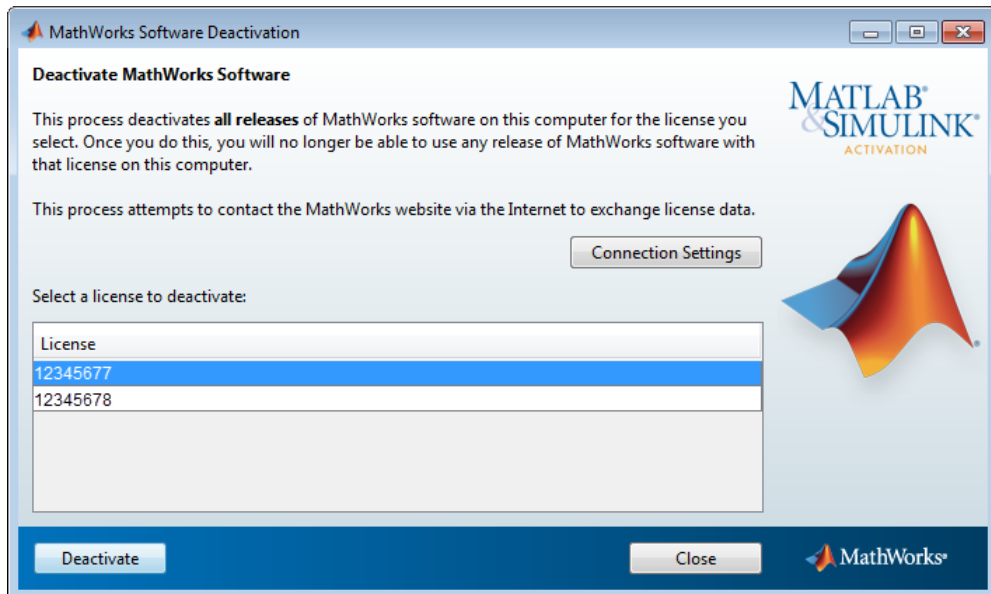 MathWorks Software Deactivation
Deactivate MathWorks Software
This process deactivates all releases of MathWorks software on this computer for the license you
select. Once you do this, you will no longer be able to use any release of MathWorks software with
that license on this computer.
This process attempts to contact the MathWorks website via the Internet to exchange license data.
Connection Settings
Select a license to deactivate:
License
12345677
12345678
MATLAB®
&SIMULINK®
ACTIVATION
Deactivate
Close
MathWorks®